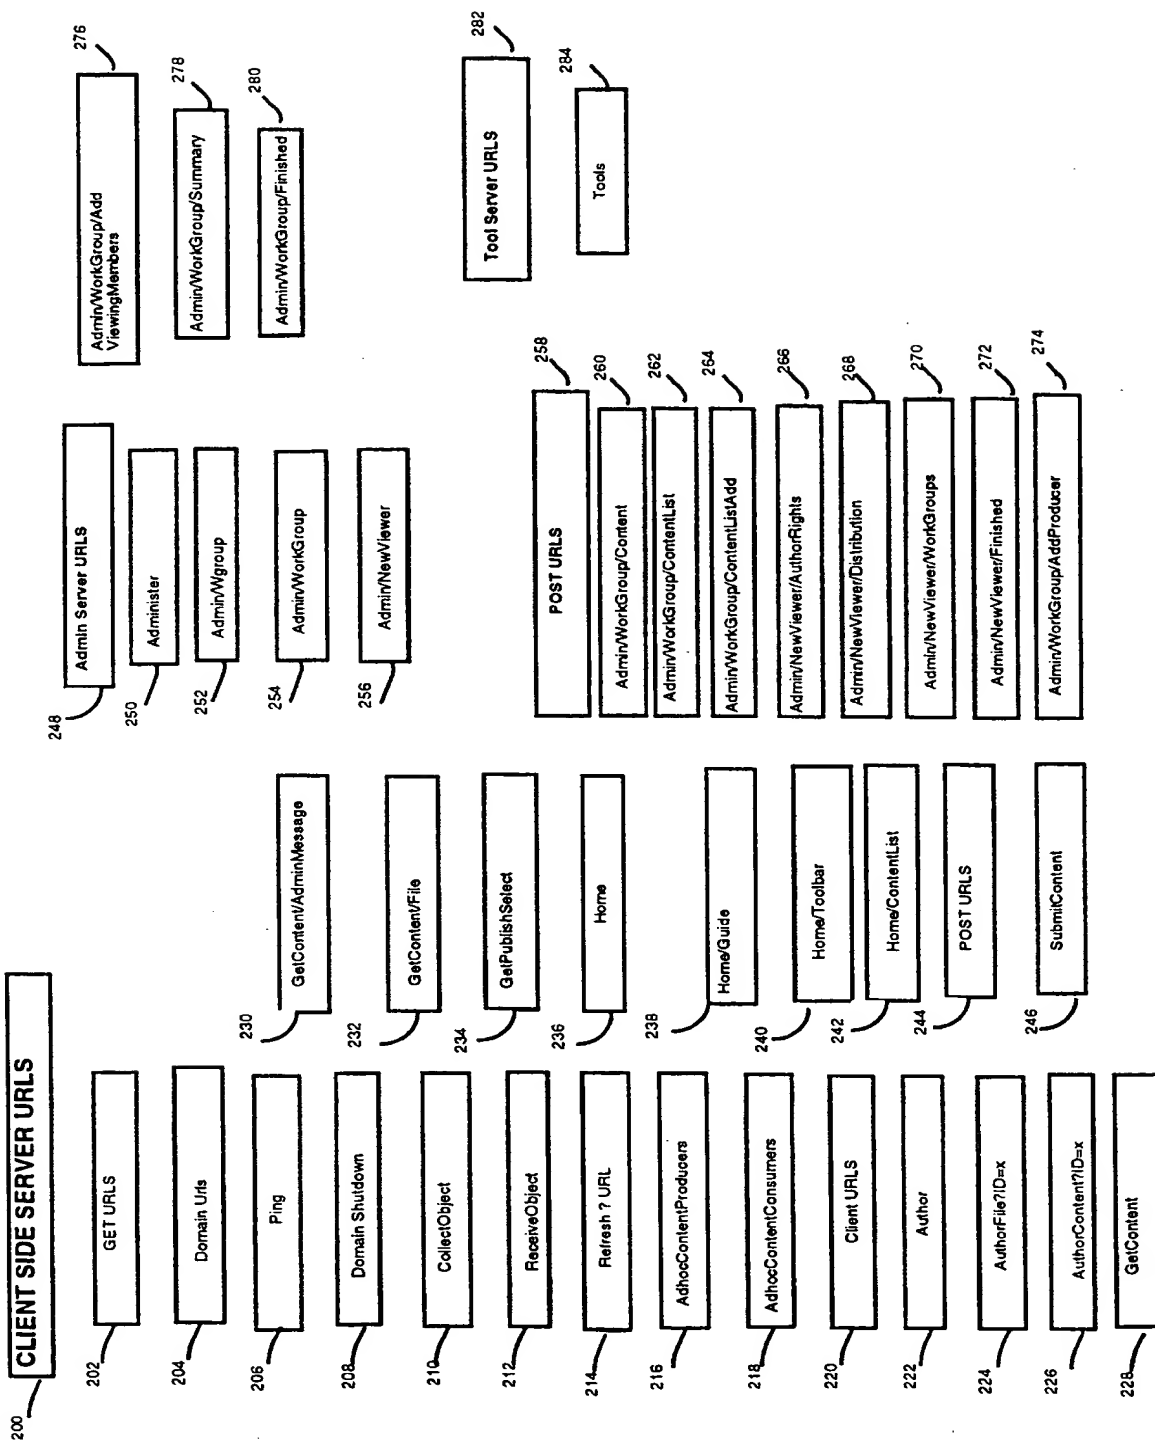 CLIENT SIDE SERVER URLS
200
202
GET URLS
204
Domain Urls
206
Ping
208
Domain Shutdown
210
CollectObject
212
ReceiveObject
214
Refresh ? URL
216
AdhocContentProducers
218
AdhocContentConsumers
220
Client URLS
222
Author
224
AuthorFile?ID=x
226
AuthorContent?ID=x
228
GetContent
230
GetContent/AdminMessage
232
GetContent/File
234
GetPublishSelect
236
Home
238
Home/Guide
240
Home/Toolbar
242
Home/ContentList
244
POST URLS
246
SubmitContent
248
Admin Server URLS
250
Administer
252
Admin/Wgroup
254
Admin/WorkGroup
256
Admin/NewViewer
258
POST URLS
260
Admin/WorkGroup/Content
262
Admin/WorkGroup/ContentList
264
Admin/WorkGroup/ContentListAdd
266
Admin/NewViewer/AuthorRights
268
Admin/NewViewer/Distribution
270
Admin/NewViewer/WorkGroups
272
Admin/NewViewer/Finished
274
Admin/WorkGroup/AddProducer
276
Admin/WorkGroup/Add
ViewingMembers
278
Admin/WorkGroup/Summary
280
Admin/WorkGroup/Finished
282
Tool Server URLS
284
Tools